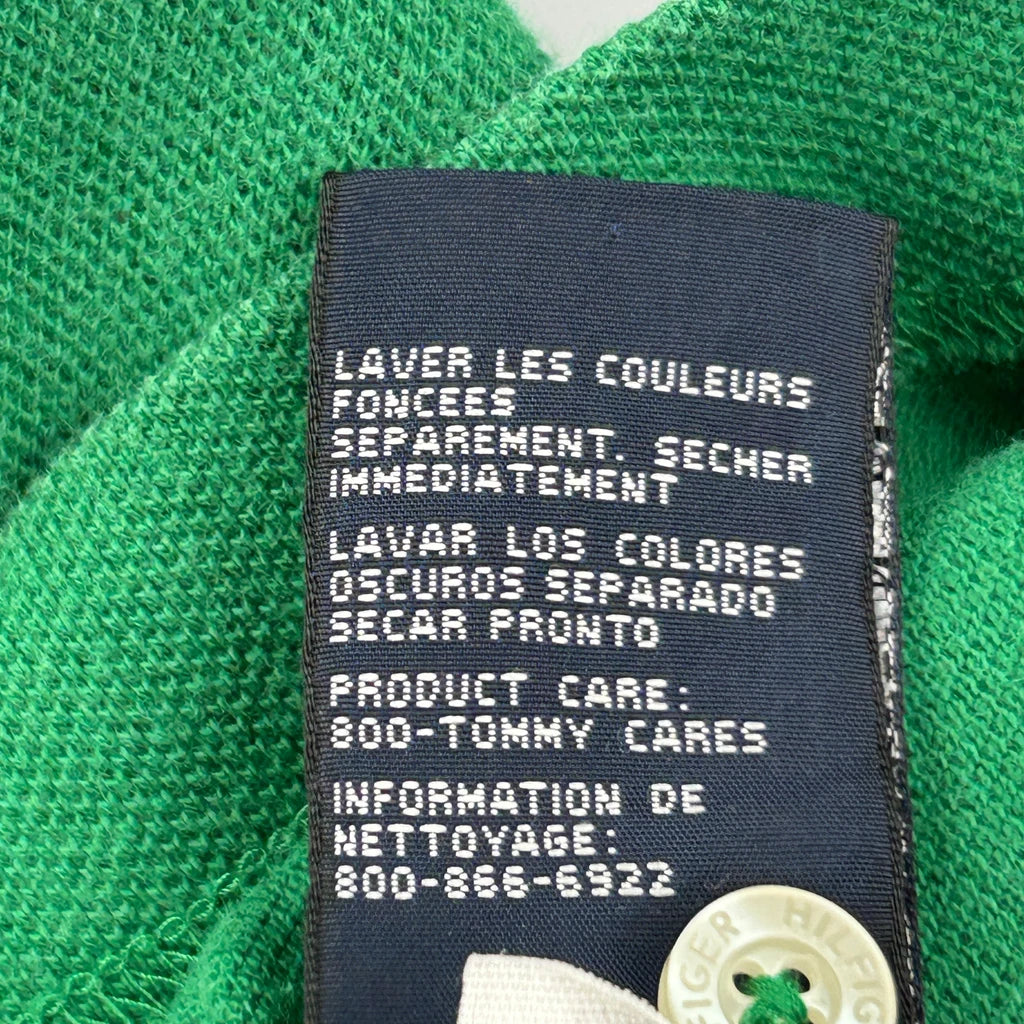 LAVER LES COULEURS
FONCEES
SEPAREMENT. SECHER
IMMEDIATEMENT
LAVAR LOS COLORES
OSCUROS SEPARADO
SECAR PRONTO
PRODUCT CARE:
800-TOMMY CARES
INFORMATION DE
NETTOYAGE:
800-866-6922
HILFIGER